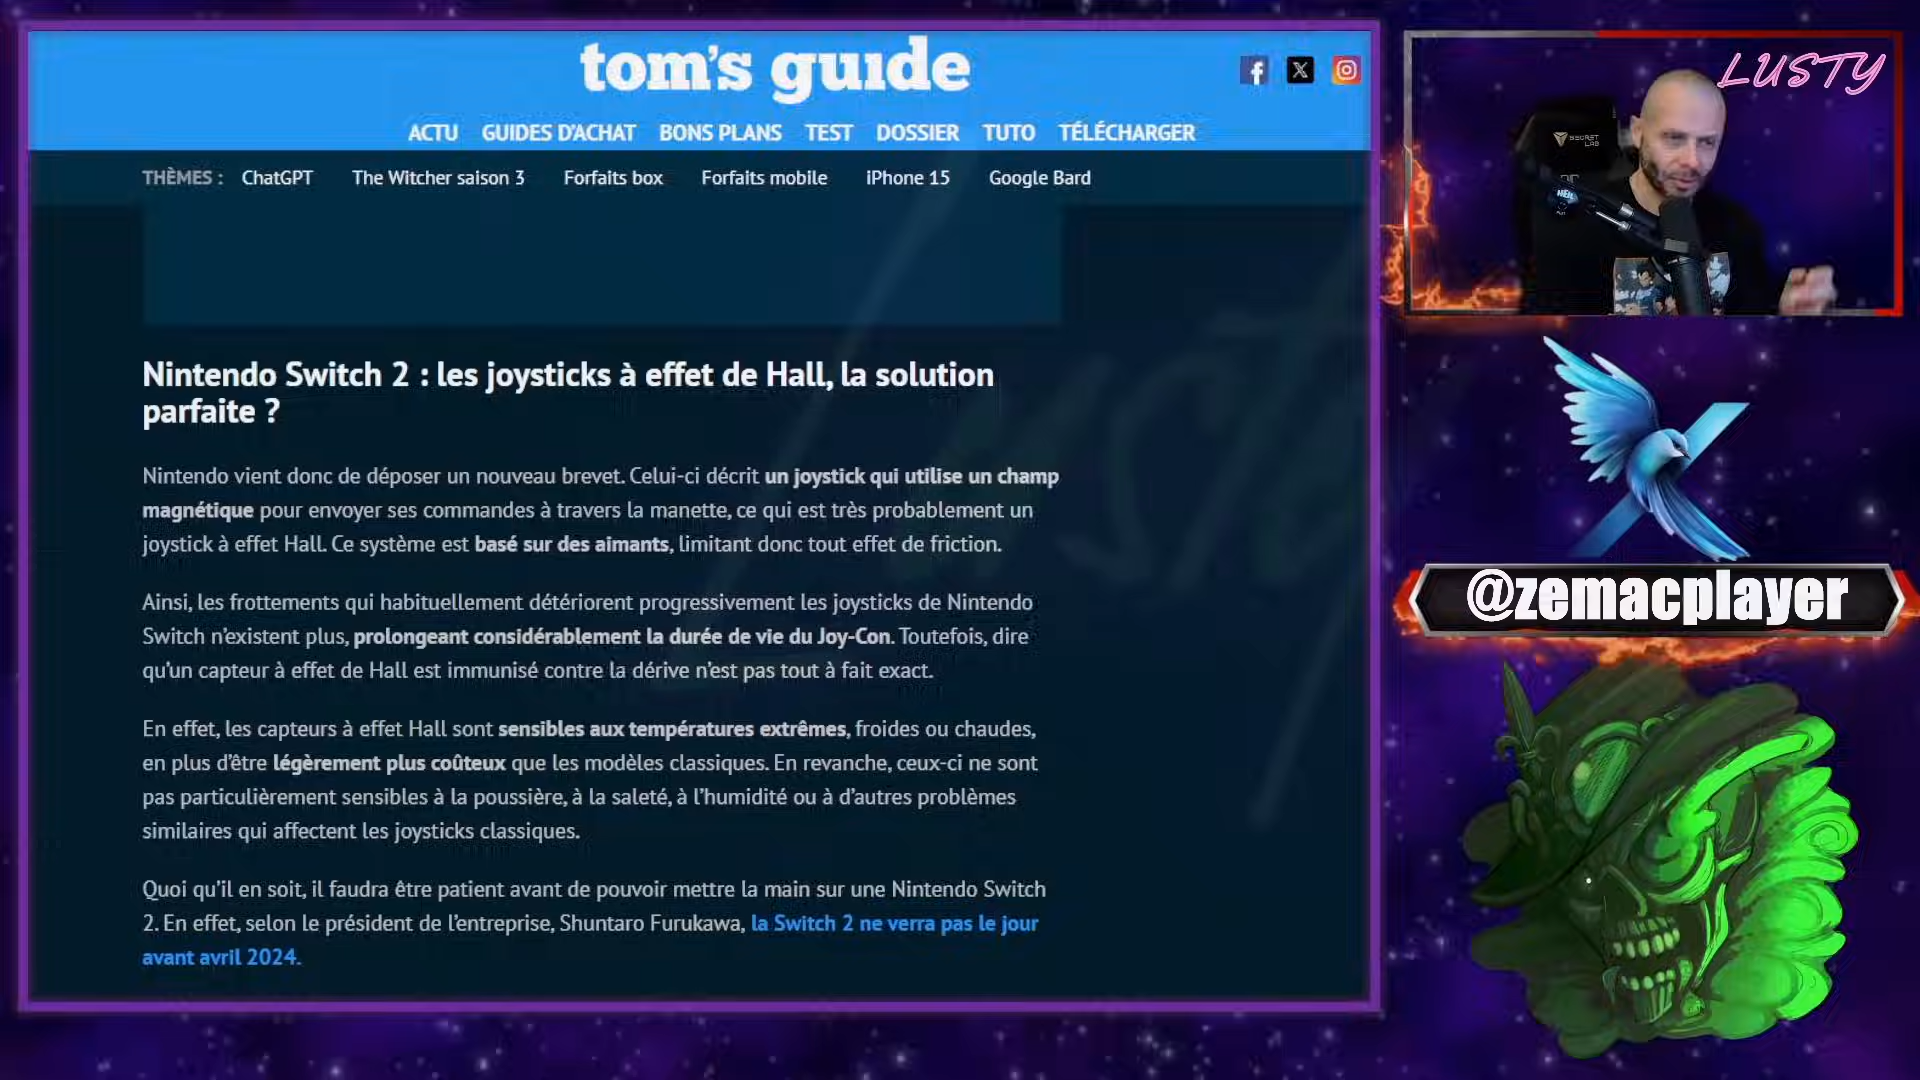 tom's guide
ACTU GUIDES D'ACHAT BONS PLANS TEST DOSSIER TUTO TÉLÉCHARGER
THÈMES : ChatGPT The Witcher saison 3 Forfaits box Forfaits mobile iPhone 15 Google Bard
Nintendo Switch 2 : les joysticks à effet de Hall, la solution
parfaite ?
Nintendo vient donc de déposer un nouveau brevet. Celui-ci décrit un joystick qui utilise un champ
magnétique pour envoyer ses commandes à travers la manette, ce qui est très probablement un
joystick à effet Hall. Ce système est basé sur des aimants, limitant donc tout effet de friction.
Ainsi, les frottements qui habituellement détériorent progressivement les joysticks de Nintendo
Switch n'existent plus, prolongeant considérablement la durée de vie du Joy-Con. Toutefois, dire
qu'un capteur à effet de Hall est immunisé contre la dérive n'est pas tout à fait exact.
En effet, les capteurs à effet Hall sont sensibles aux températures extrêmes, froides ou chaudes,
en plus d'être légèrement plus coûteux que les modèles classiques. En revanche, ceux-ci ne sont
pas particulièrement sensibles à la poussière, à la saleté, à l'humidité ou à d'autres problèmes
similaires qui affectent les joysticks classiques.
Quoi qu'il en soit, il faudra être patient avant de pouvoir mettre la main sur une Nintendo Switch
2. En effet, selon le président de l'entreprise, Shuntaro Furukawa, la Switch 2 ne verra pas le jour
avant avril 2024.
Lusty
LUSTY
SECRET
LAB
@zemacplayer